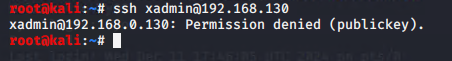 root@kali:~# ssh xadmin@192.168.130
xadmin@192.168.0.130: Permission denied (publickey).
root@kali:~#